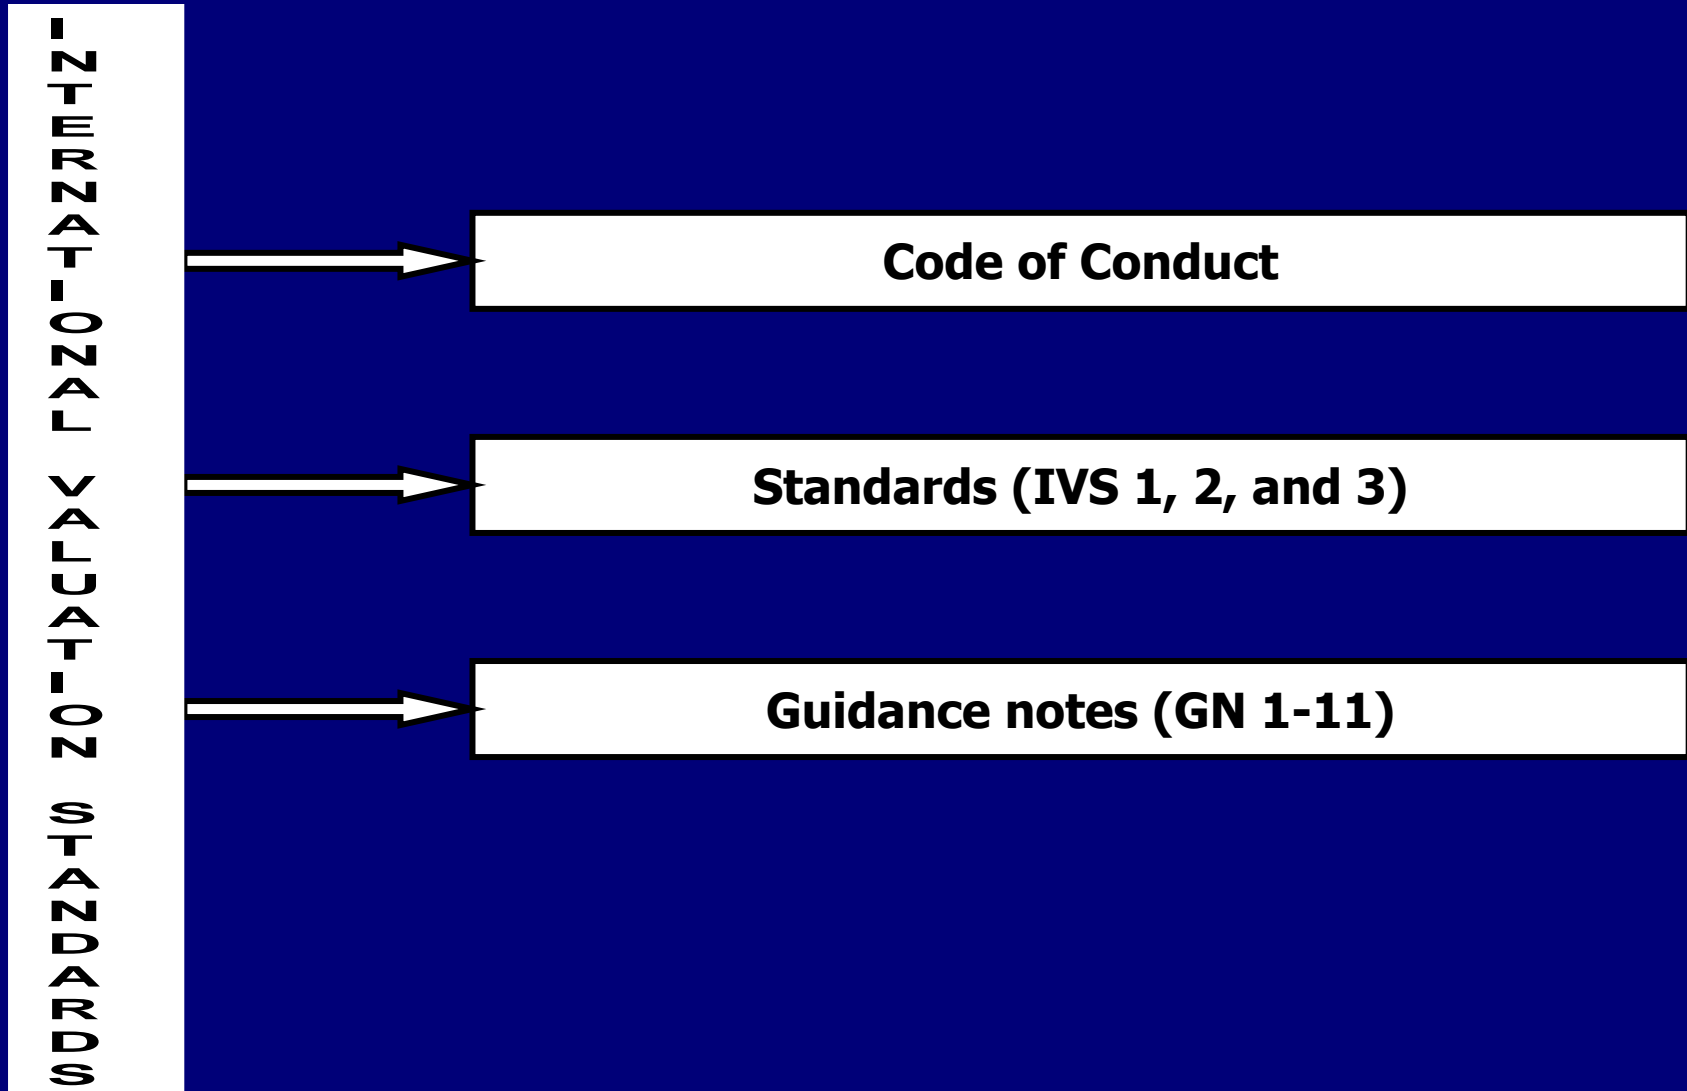 INTERNATIONAL VALUATION STANDARDS
Code of Conduct
Standards (IVS 1, 2, and 3)
Guidance notes (GN 1-11)